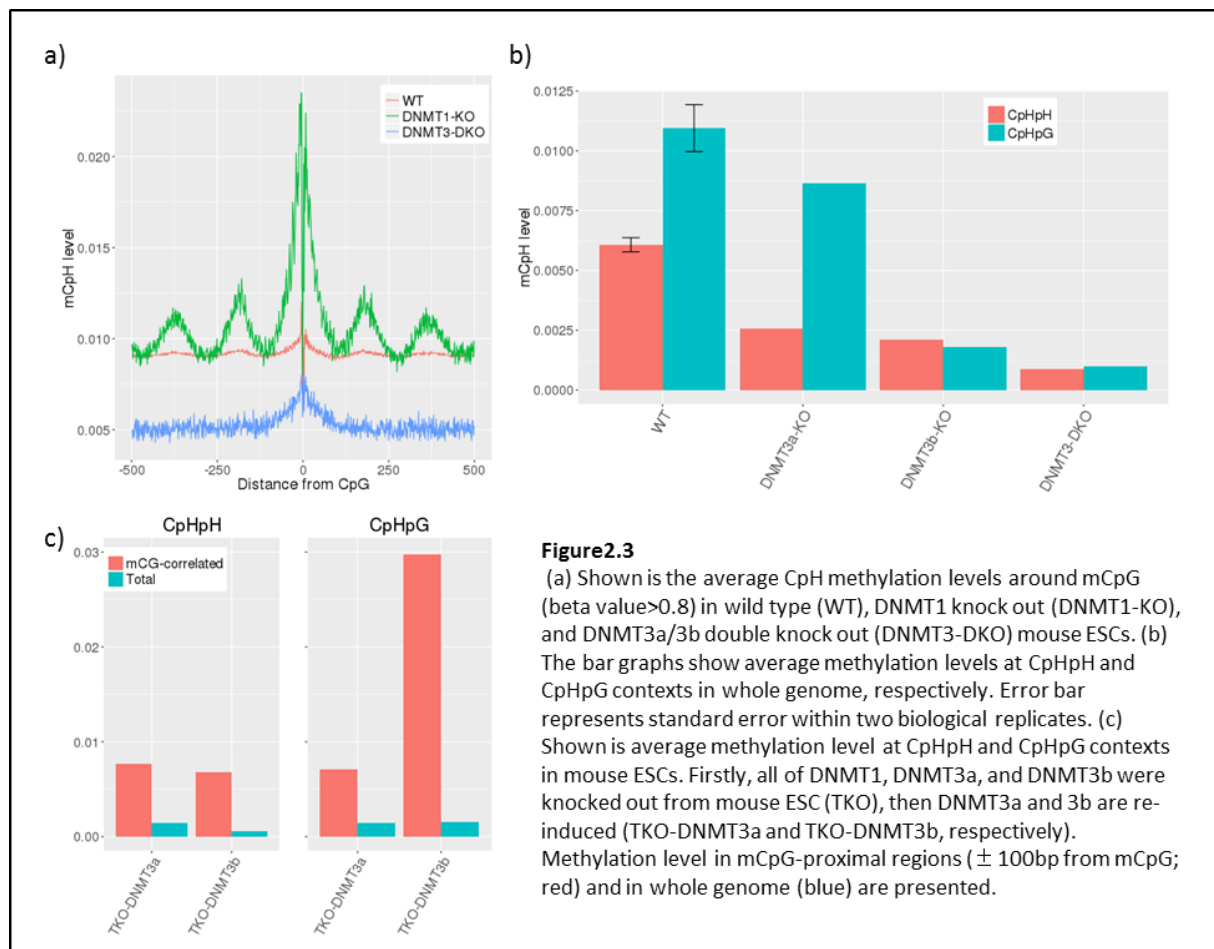 a)
WT
DNMT1-KO
DNMT3-DKO
mCpH level
0.020
0.015
0.010
0.005
-500
-250
0
250
500
Distance from CpG
b)
CpHpH
CpHpG
mCpH level
0.0125
0.0100
0.0075
0.0050
0.0025
0.0000
WT
DNMT3a-KO
DNMT3b-KO
DNMT3-DKO
c)
CpHpH
CpHpG
mCG-correlated
Total
0.03
0.02
0.01
0.00
TKO-DNMT3a
TKO-DNMT3b
TKO-DNMT3a
TKO-DNMT3b
Figure2.3
(a) Shown is the average CpH methylation levels around mCpG
(beta value>0.8) in wild type (WT), DNMT1 knock out (DNMT1-KO),
and DNMT3a/3b double knock out (DNMT3-DKO) mouse ESCs. (b)
The bar graphs show average methylation levels at CpHpH and
CpHpG contexts in whole genome, respectively. Error bar
represents standard error within two biological replicates. (c)
Shown is average methylation level at CpHpH and CpHpG contexts
in mouse ESCs. Firstly, all of DNMT1, DNMT3a, and DNMT3b were
knocked out from mouse ESC (TKO), then DNMT3a and 3b are re-
induced (TKO-DNMT3a and TKO-DNMT3b, respectively).
Methylation level in mCpG-proximal regions (± 100bp from mCpG;
red) and in whole genome (blue) are presented.